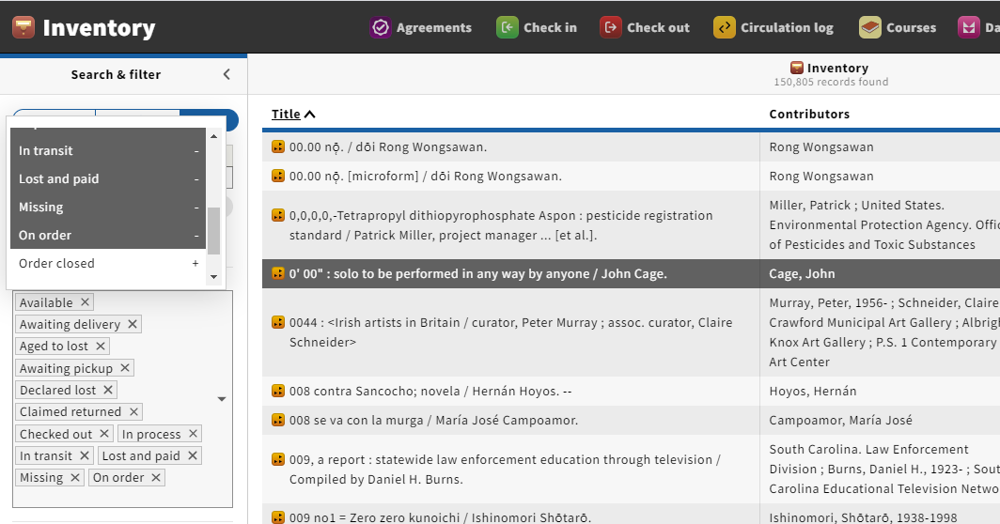 Inventory
Agreements
Check in
Check out
Circulation log
Courses
Search & filter
Inventory
150,805 records found
In transit -
Lost and paid -
Missing -
On order -
Order closed +
Available ×
Awaiting delivery ×
Aged to lost ×
Awaiting pickup ×
Declared lost ×
Claimed returned ×
Checked out × In process ×
In transit × Lost and paid ×
Missing × On order ×
Title
Contributors
00.00 nọ̄. / dōi Rong Wongsawan.
Rong Wongsawan
00.00 nọ̄. [microform] / dōi Rong Wongsawan.
Rong Wongsawan
0,0,0,0,-Tetrapropyl dithiopyrophosphate Aspon : pesticide registration
standard / Patrick Miller, project manager ... [et al.].
Miller, Patrick ; United States.
Environmental Protection Agency. Offic
of Pesticides and Toxic Substances
0' 00" : solo to be performed in any way by anyone / John Cage.
Cage, John
0044 : <Irish artists in Britain / curator, Peter Murray ; assoc. curator, Claire
Schneider>
Murray, Peter, 1956- ; Schneider, Claire
Crawford Municipal Art Gallery ; Albrigh
Knox Art Gallery ; P.S. 1 Contemporary
Art Center
008 contra Sancocho; novela / Hernán Hoyos. --
Hoyos, Hernán
008 se va con la murga / María José Campoamor.
Campoamor, María José
009, a report : statewide law enforcement education through television /
Compiled by Daniel H. Burns.
South Carolina. Law Enforcement
Division ; Burns, Daniel H., 1923- ; Sout
Carolina Educational Television Netwo
009 no1 = Zero zero kunoichi / Ishinomori Shōtarō.
Ishinomori, Shōtarō, 1938-1998